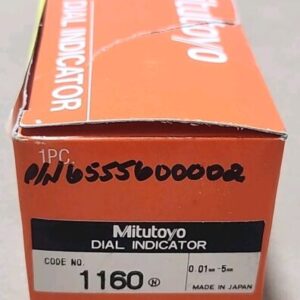 Mitutoyo
DIAL INDICATOR
1PC.
P/N 6555600002
Mitutoyo
DIAL INDICATOR
CODE NO.
1160 Ⓝ
0.01mm-5mm
MADE IN JAPAN